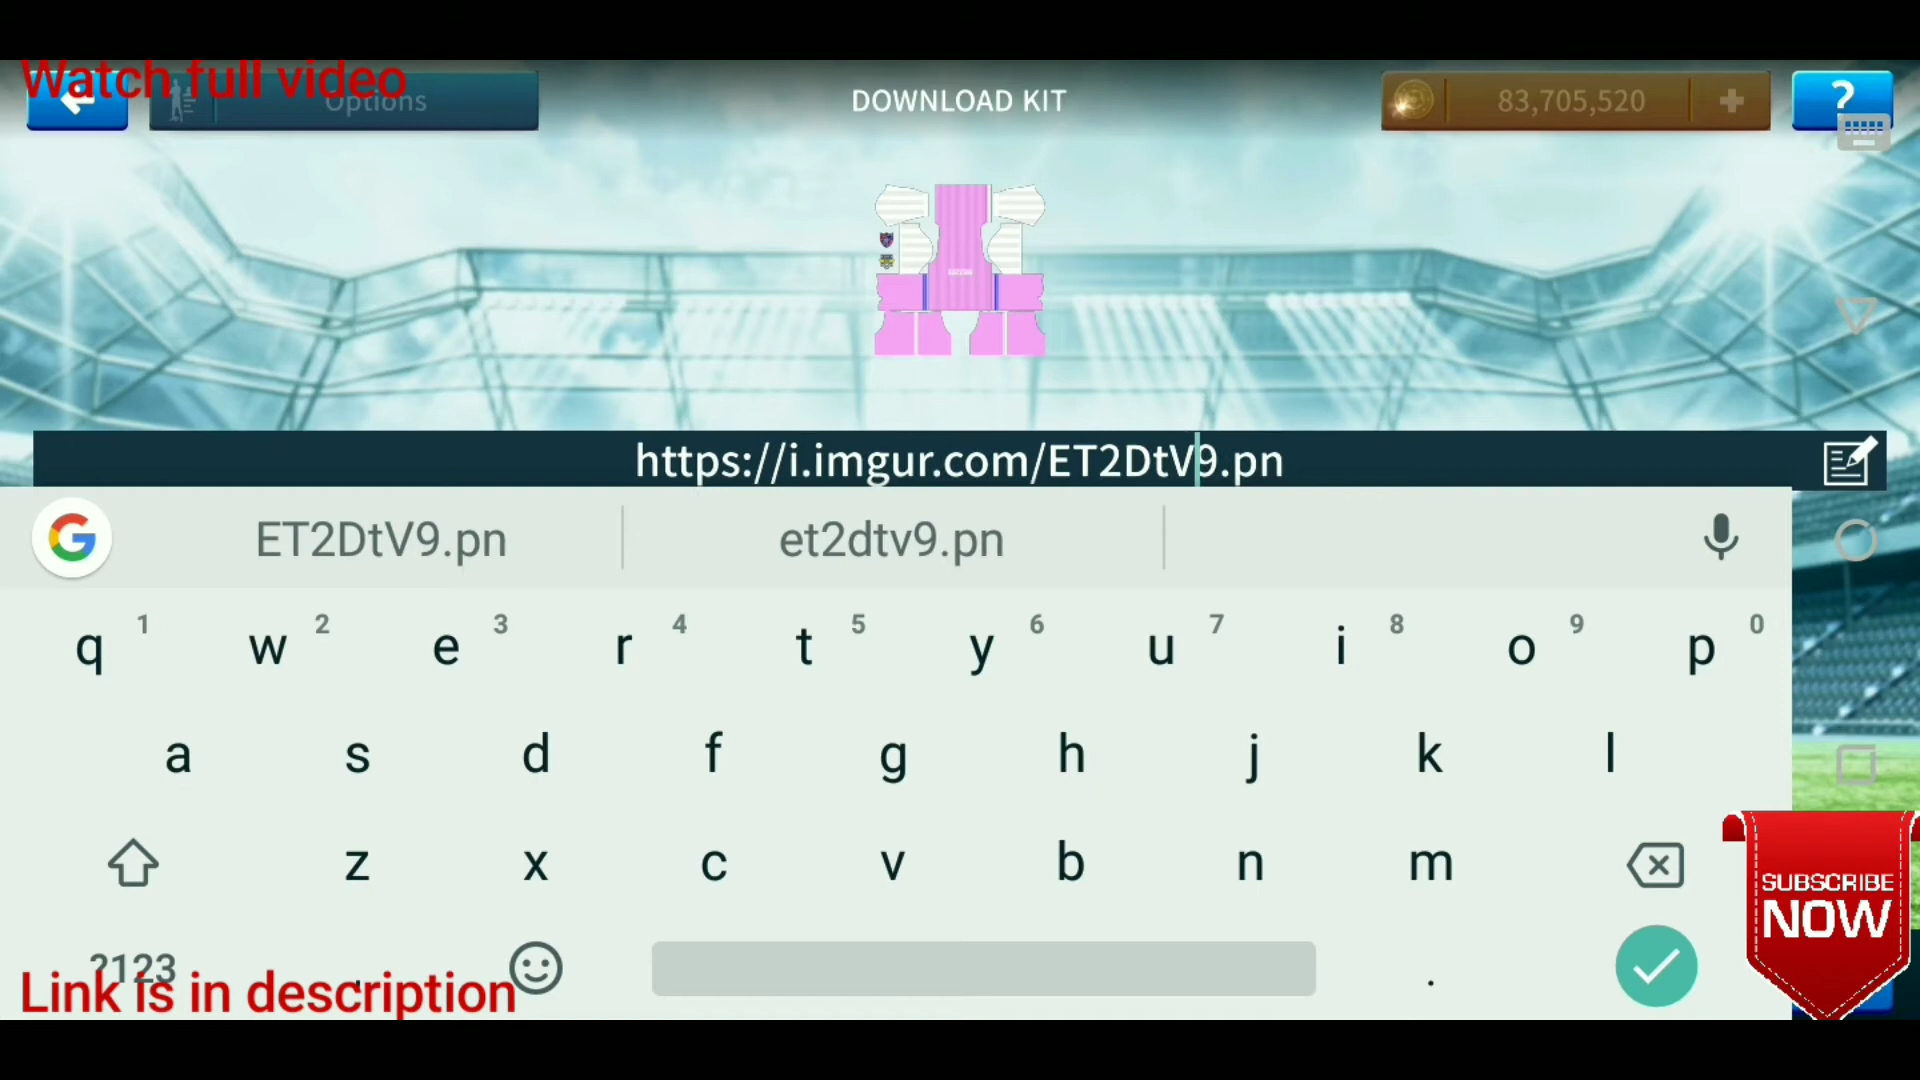 Watch full video
Options
DOWNLOAD KIT
83,705,520
?
https://i.imgur.com/ET2DtV9.pn
ET2DtV9.pn
et2dtv9.pn
q 1 w 2 e 3 r 4 t 5 y 6 u 7 i 8 o 9 p 0
a s d f g h j k l
z x c v b n m
?123 , .
SUBSCRIBE
NOW
Link is in description